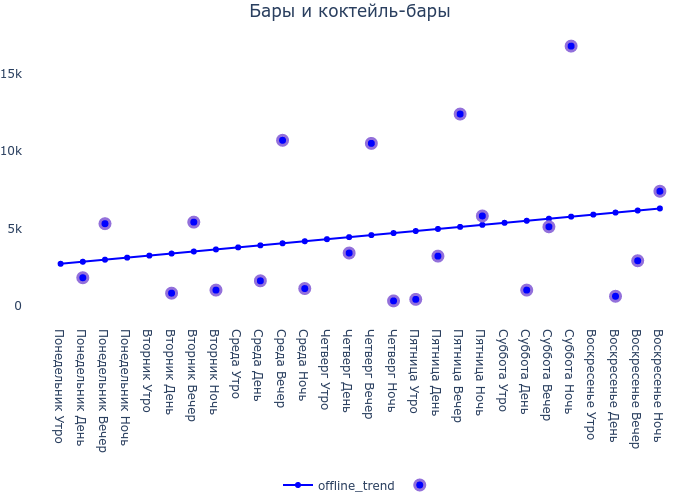 Бары и коктейль-бары
15k
10k
5k
0
Понедельник Утро
Понедельник День
Понедельник Вечер
Понедельник Ночь
Вторник Утро
Вторник День
Вторник Вечер
Вторник Ночь
Среда Утро
Среда День
Среда Вечер
Среда Ночь
Четверг Утро
Четверг День
Четверг Вечер
Четверг Ночь
Пятница Утро
Пятница День
Пятница Вечер
Пятница Ночь
Суббота Утро
Суббота День
Суббота Вечер
Суббота Ночь
Воскресенье Утро
Воскресенье День
Воскресенье Вечер
Воскресенье Ночь
offline_trend